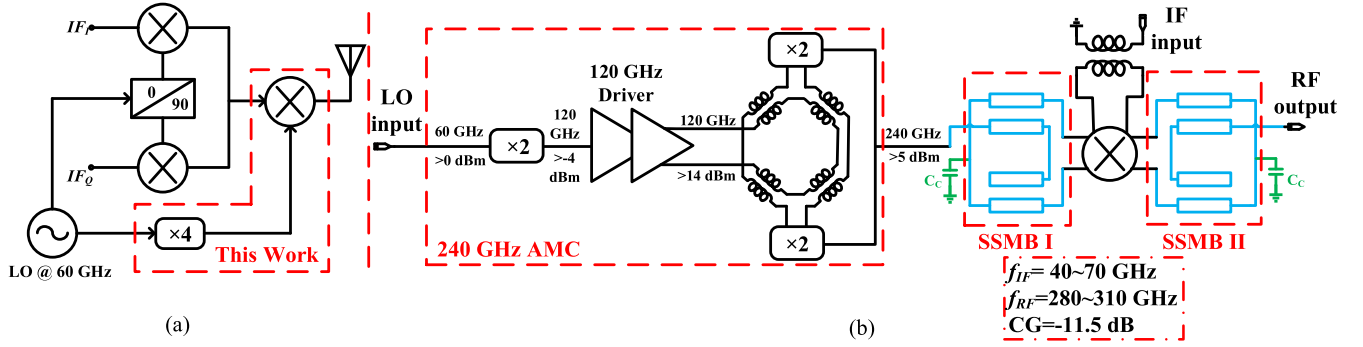 IF_I
0
90
IF_Q
×4
This Work
LO @ 60 GHz
(a)
LO
input
60 GHz
>0 dBm
×2
120
GHz
>-4
dBm
120 GHz
Driver
120 GHz
>14 dBm
×2
×2
240 GHz AMC
240 GHz
>5 dBm
C_C
SSMB I
IF
input
SSMB II
RF
output
C_C
f_IF= 40~70 GHz
f_RF=280~310 GHz
CG=-11.5 dB
(b)